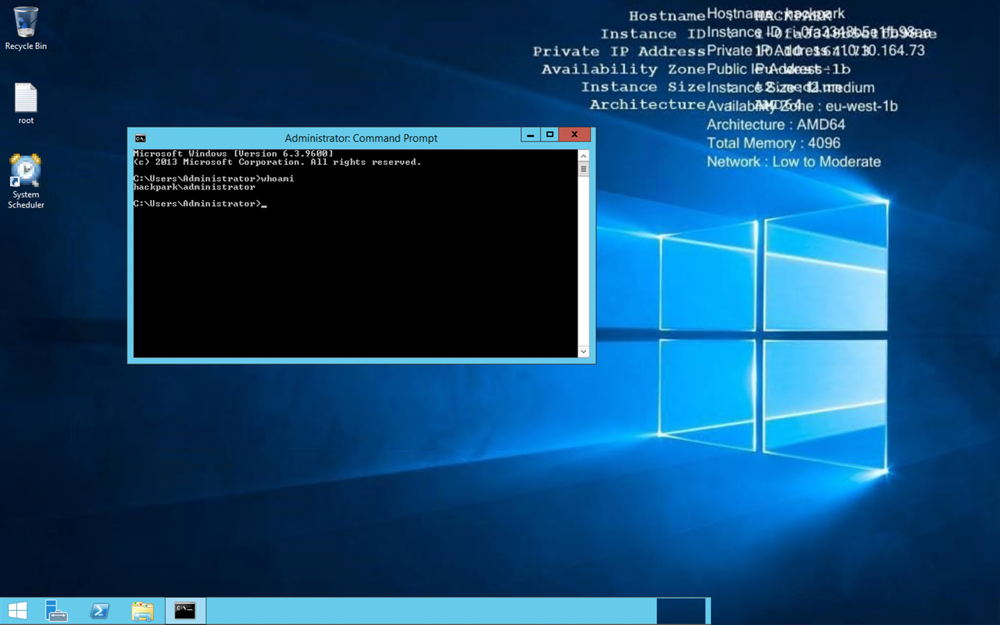 Recycle Bin
root
System
Scheduler
Hostname
Instance ID
Private IP Address
Availability Zone
Instance Size
Architecture
Hostname : hackpark
Instance ID :
Private IP Address : 10.10.164.73
Public IP Address :
Instance Size : t2.medium
Availability Zone : eu-west-1b
Architecture : AMD64
Total Memory : 4096
Network : Low to Moderate
Administrator: Command Prompt
Microsoft Windows [Version 6.3.9600]
(c) 2013 Microsoft Corporation. All rights reserved.
C:\Users\Administrator>whoami
hackpark\administrator
C:\Users\Administrator>